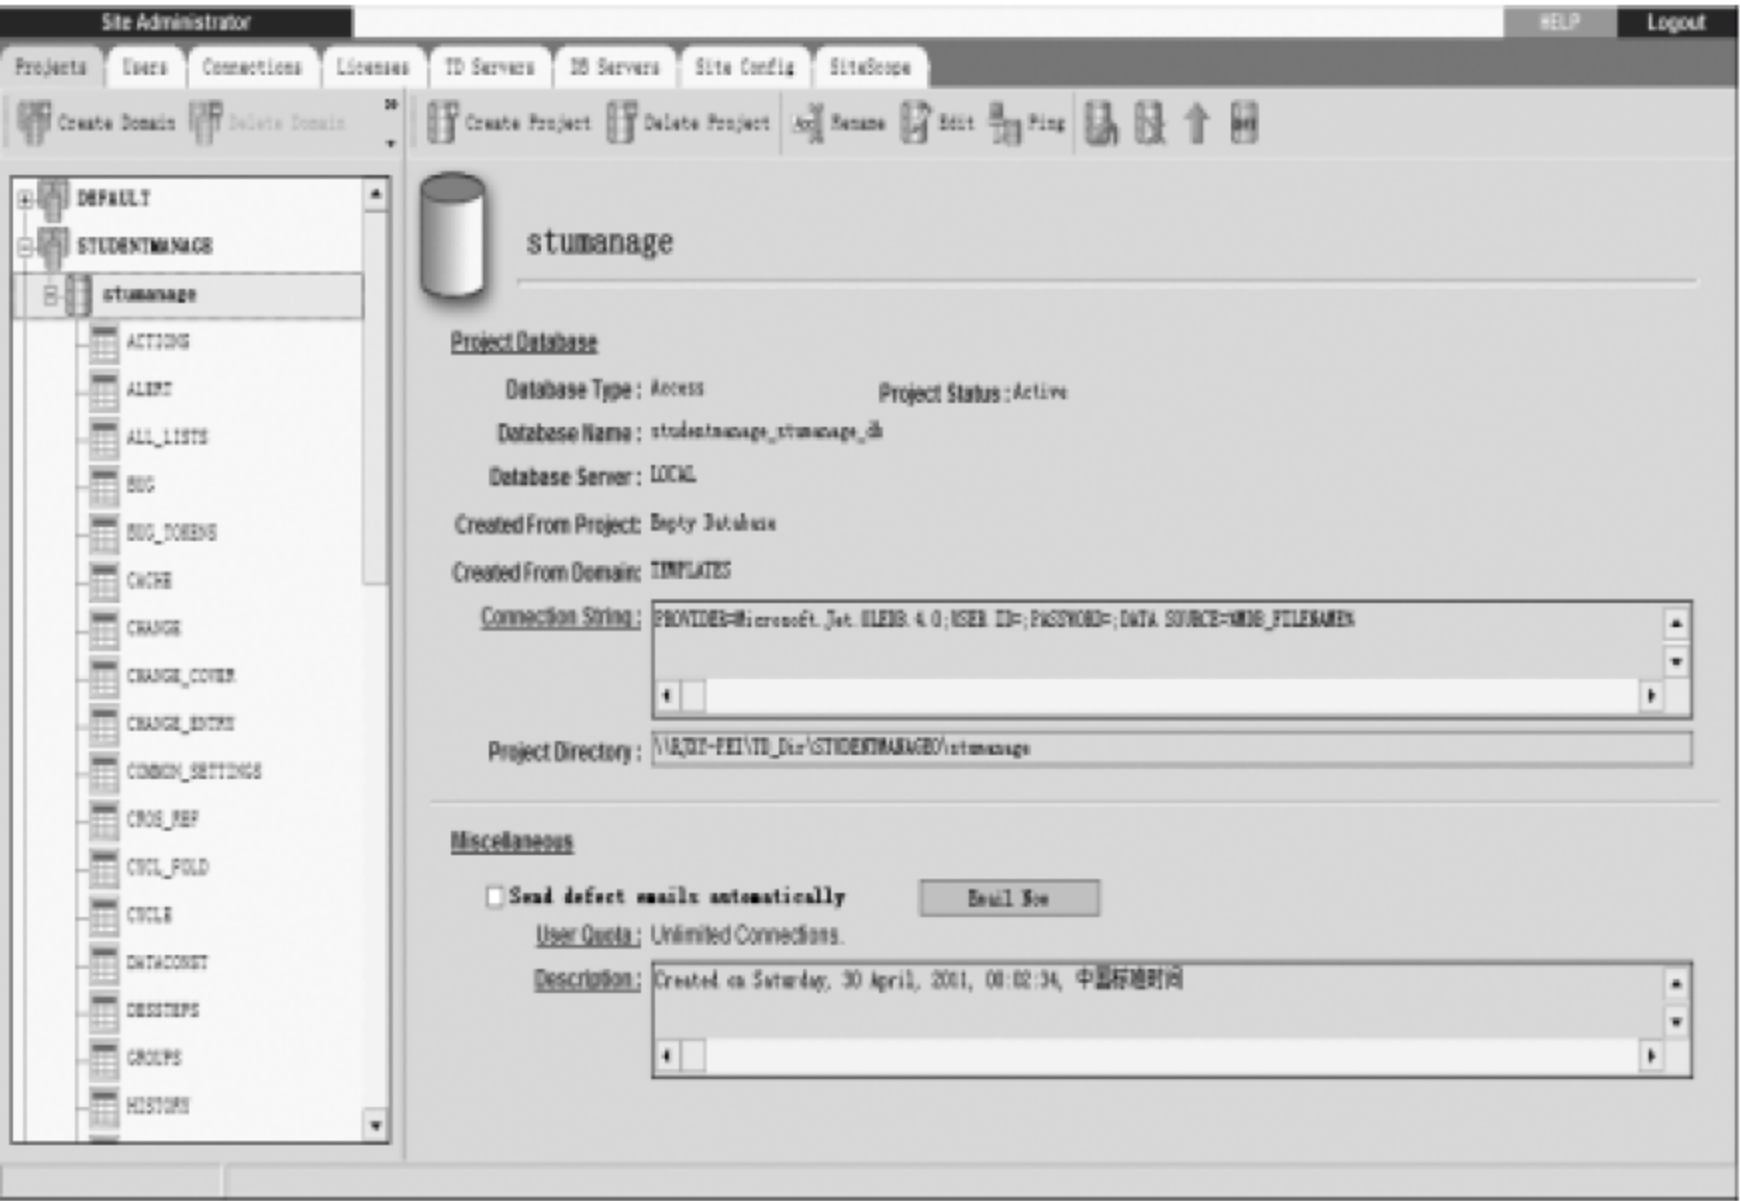 Site Administrator
HELP Logout
Projects Users Connections Licenses TD Servers DB Servers Site Config SiteScope
Create Domain Delete Domain Create Project Delete Project Rename Edit Ping
DEFAULT
STUDENTMANAGE
stumanage
ACTIONS
ALERT
ALL_LISTS
BUG
BUG_TOKENS
CACHE
CHANGE
CHANGE_COVER
CHANGE_ENTRY
COMMON_SETTINGS
CROS_REF
CYCL_FOLD
CYCLE
DATACONST
DESSTEPS
GROUPS
HISTORY
stumanage
Project Database
Database Type : Access Project Status : Active
Database Name : studentmanage_stumanage_db
Database Server : LOCAL
Created From Project: Empty Database
Created From Domain: TEMPLATES
Connection String : PROVIDER=Microsoft.Jet.OLEDB.4.0;USER ID=;PASSWORD=;DATA SOURCE=%MDB_FILENAME%
Project Directory : \TD_Dir\STUDENTMANAGE0\stumanage
Miscellaneous
Send defect emails automatically Email Now
User Quota : Unlimited Connections.
Description : Created on Saturday, 30 April, 2011, 08:02:34, 中国标准时间